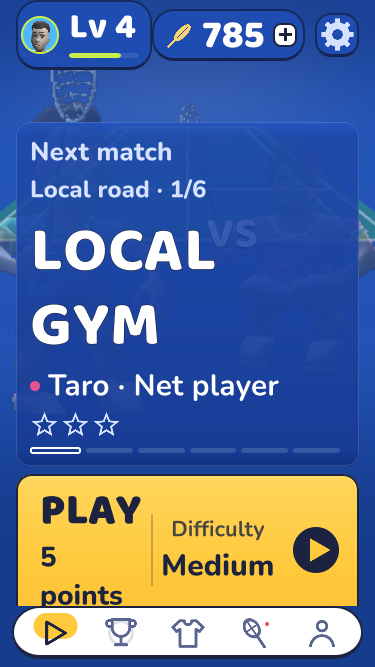 Lv 4
785
Next match
Local road · 1/6
VS
LOCAL
GYM
Taro · Net player
PLAY
5
points
Difficulty
Medium